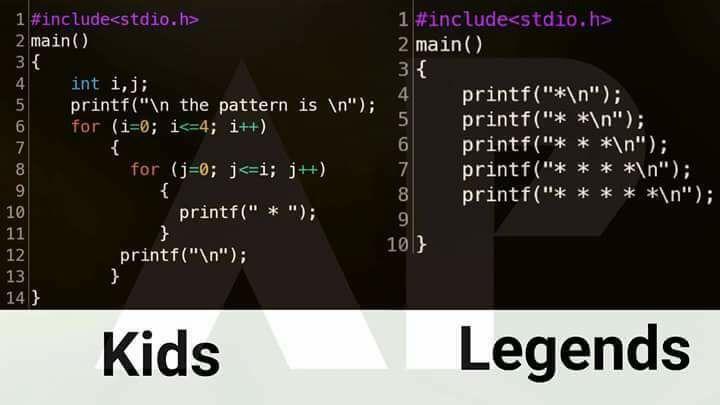 1 #include<stdio.h>
2 main()
3 {
4 int i,j;
5 printf("\n the pattern is \n");
6 for (i=0; i<=4; i++)
7 {
8 for (j=0; j<=i; j++)
9 {
10 printf(" * ");
11 }
12 printf("\n");
13 }
14 }
Kids
1 #include<stdio.h>
2 main()
3 {
4 printf("*\n");
5 printf("* *\n");
6 printf("* * *\n");
7 printf("* * * *\n");
8 printf("* * * * *\n");
9
10 }
Legends
AP